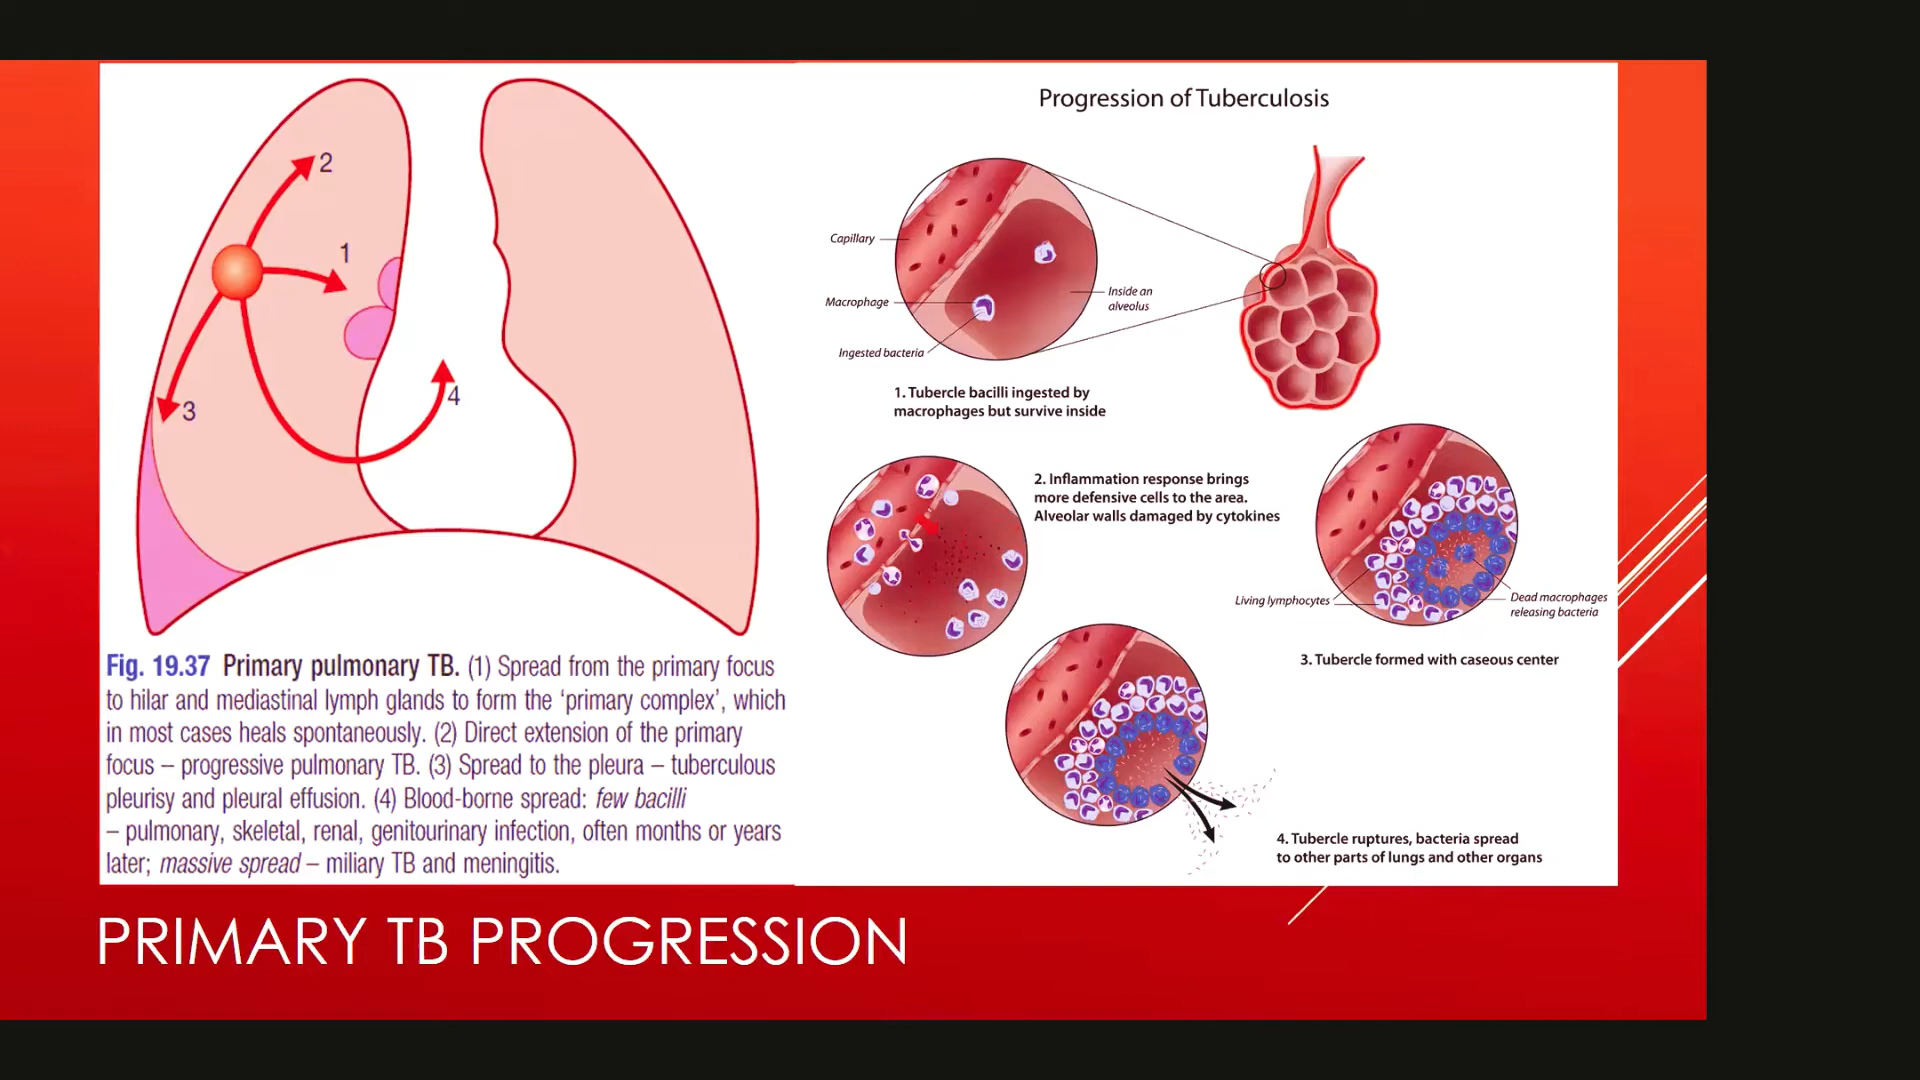 2
1
3
4
Fig. 19.37 Primary pulmonary TB. (1) Spread from the primary focus
to hilar and mediastinal lymph glands to form the ‘primary complex’, which
in most cases heals spontaneously. (2) Direct extension of the primary
focus – progressive pulmonary TB. (3) Spread to the pleura – tuberculous
pleurisy and pleural effusion. (4) Blood-borne spread: few bacilli
– pulmonary, skeletal, renal, genitourinary infection, often months or years
later; massive spread – miliary TB and meningitis.
Progression of Tuberculosis
Capillary
Macrophage
Ingested bacteria
Inside an
alveolus
1. Tubercle bacilli ingested by
macrophages but survive inside
2. Inflammation response brings
more defensive cells to the area.
Alveolar walls damaged by cytokines
Living lymphocytes
Dead macrophages
releasing bacteria
3. Tubercle formed with caseous center
4. Tubercle ruptures, bacteria spread
to other parts of lungs and other organs
PRIMARY TB PROGRESSION